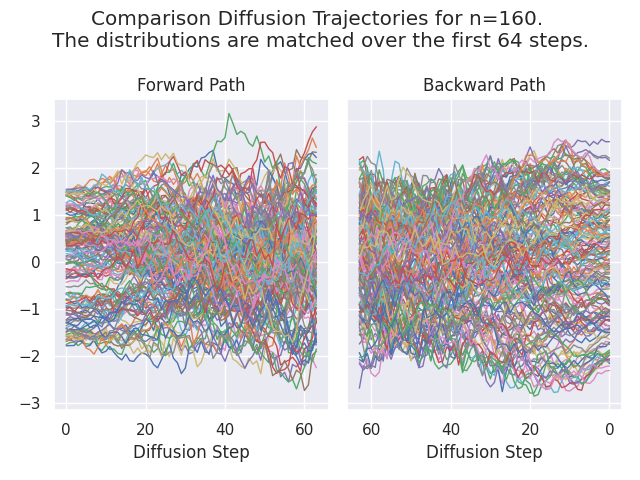 Comparison Diffusion Trajectories for n=160.
The distributions are matched over the first 64 steps.
Forward Path
Backward Path
3
2
1
0
−1
−2
−3
0 20 40 60
60 40 20 0
Diffusion Step
Diffusion Step